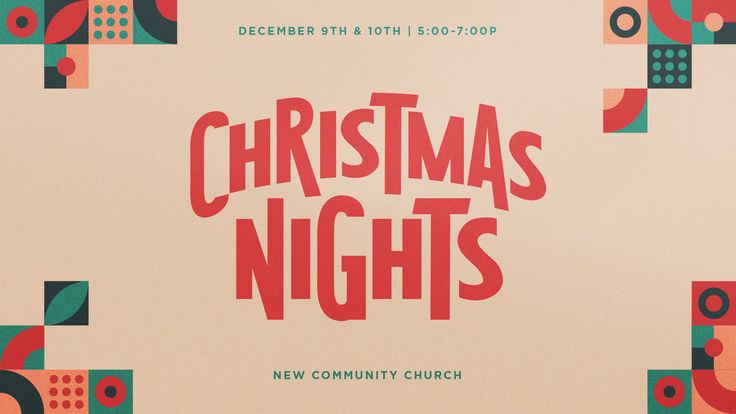 DECEMBER 9TH & 10TH | 5:00-7:00P
CHRISTMAS
NIGHTS
NEW COMMUNITY CHURCH